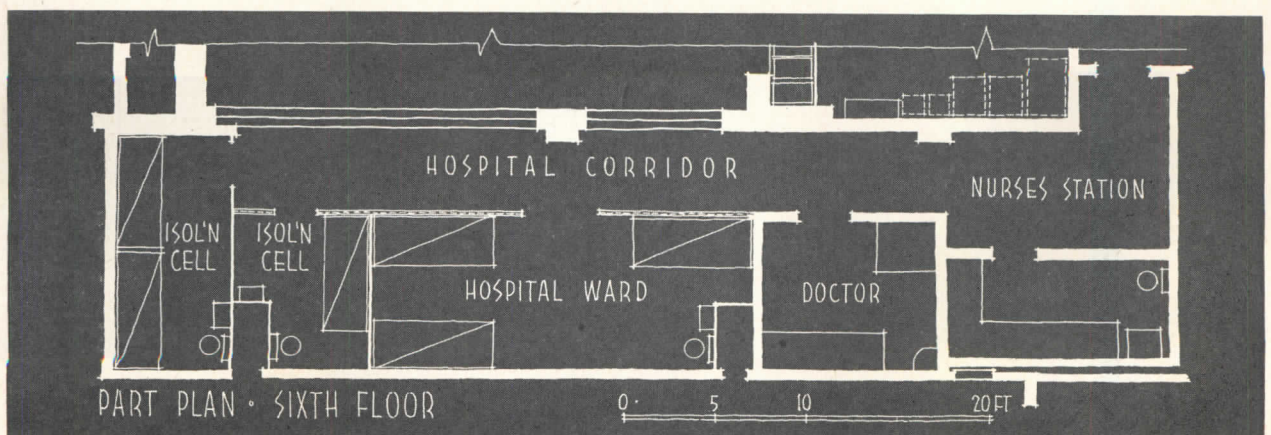 HOSPITAL CORRIDOR
NURSES STATION
ISOL'N
CELL
ISOL'N
CELL
HOSPITAL WARD
DOCTOR
PART PLAN · SIXTH FLOOR
0 5 10 20 FT